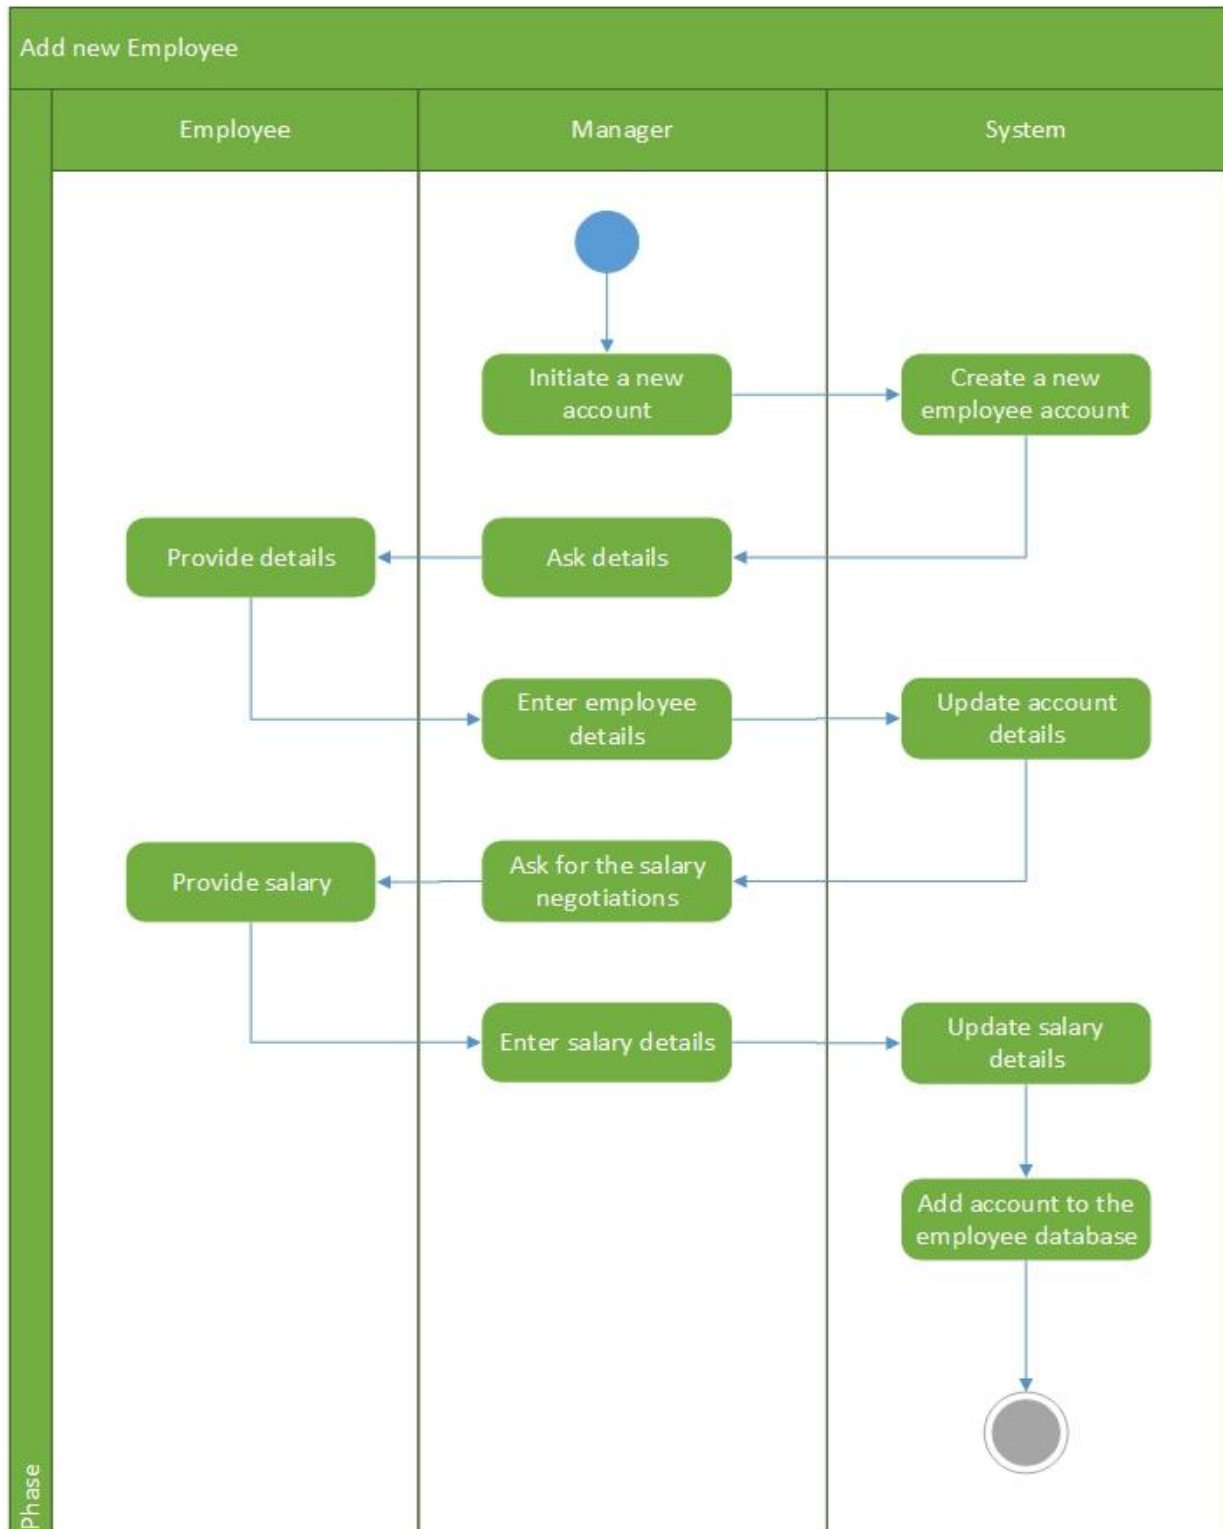 Add new Employee
Employee
Manager
System
Initiate a new
account
Create a new
employee account
Provide details
Ask details
Enter employee
details
Update account
details
Provide salary
Ask for the salary
negotiations
Enter salary details
Update salary
details
Add account to the
employee database
Phase